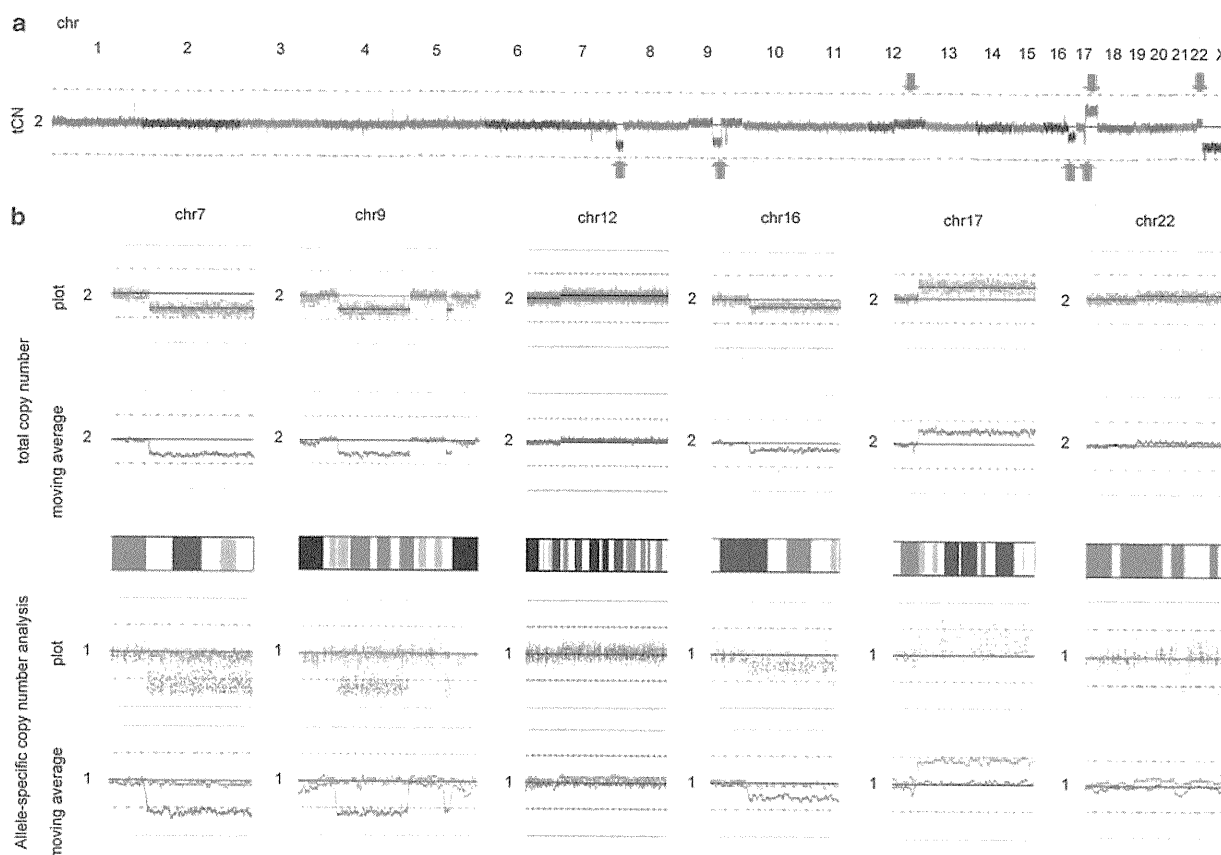 a
chr
1 2 3 4 5 6 7 8 9 10 11 12 13 14 15 16 17 18 19 20 21 22 X
tCN 2
b
chr7 chr9 chr12 chr16 chr17 chr22
total copy number
plot
2 2 2 2 2 2
moving average
2 2 2 2 2 2
Allele-specific copy number analysis
plot
1 1 1 1 1 1
moving average
1 1 1 1 1 1